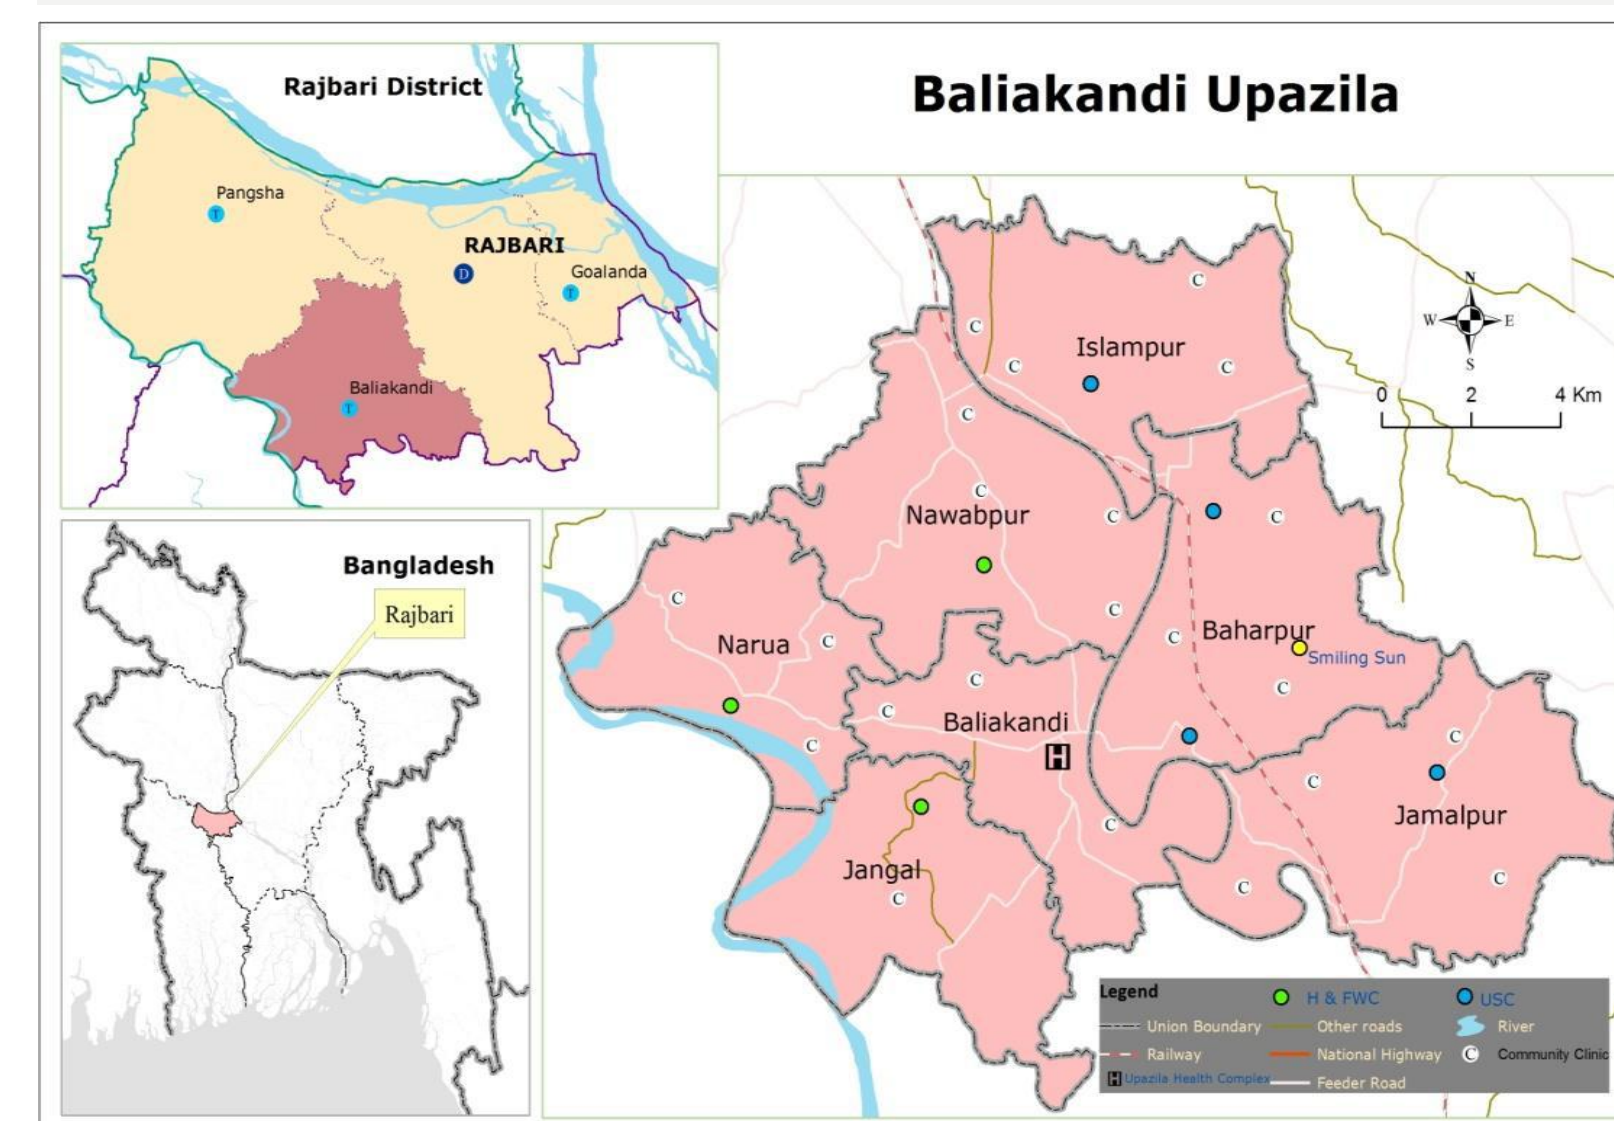 Baliakandi Upazila
Rajbari District
Pangsha
T
RAJBARI
D
Goalanda
T
Baliakandi
T
Bangladesh
Rajbari
N
W E
S
0 2 4 Km
C
C
Islampur
C
C
C
C
Nawabpur
C
C
C
C
Narua
C
C
Baharpur
Smiling Sun
C
C
C
Baliakandi
H
C
C
C
Jamalpur
C
Jangal
C
C
C
Legend
H & FWC
USC
Union Boundary
Other roads
River
Railway
National Highway
C Community Clinic
H Upazila Health Complex
Feeder Road